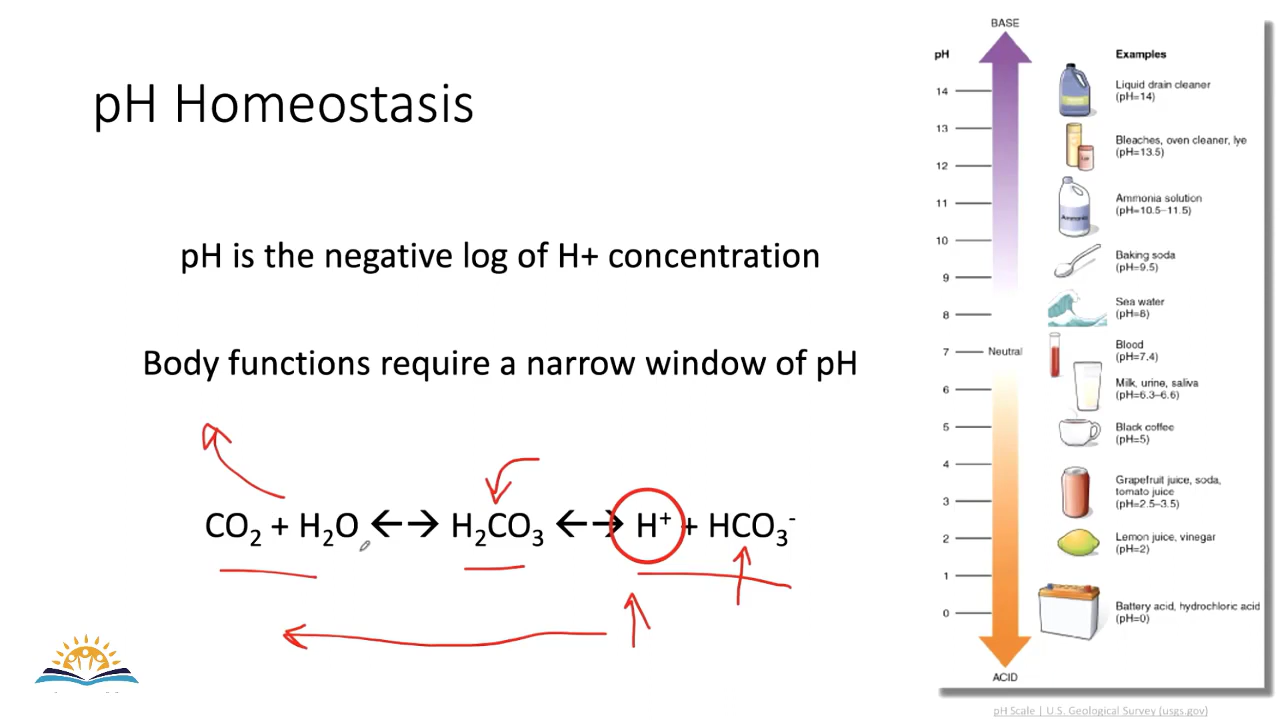 pH Homeostasis
pH is the negative log of H+ concentration
Body functions require a narrow window of pH
CO₂ + H₂O ←→ H₂CO₃ ←→ H⁺ + HCO₃⁻
BASE
pH
Examples
14
Liquid drain cleaner
(pH=14)
13
Bleaches, oven cleaner, lye
(pH=13.5)
12
11
Ammonia solution
(pH=10.5–11.5)
Ammonia
10
Baking soda
(pH=9.5)
9
Sea water
(pH=8)
8
7
Neutral
Blood
(pH=7.4)
6
Milk, urine, saliva
(pH=6.3–6.6)
5
Black coffee
(pH=5)
4
3
Grapefruit juice, soda,
tomato juice
(pH=2.5–3.5)
2
Lemon juice, vinegar
(pH=2)
1
0
Battery acid, hydrochloric acid
(pH=0)
ACID
pH Scale | U.S. Geological Survey (usgs.gov)